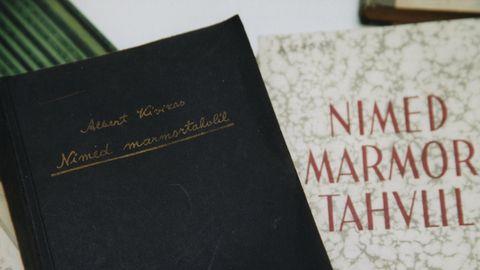 Albert Kivikas
Nimed marmortahvlil
NIMED
MARMOR
TAHVLIL